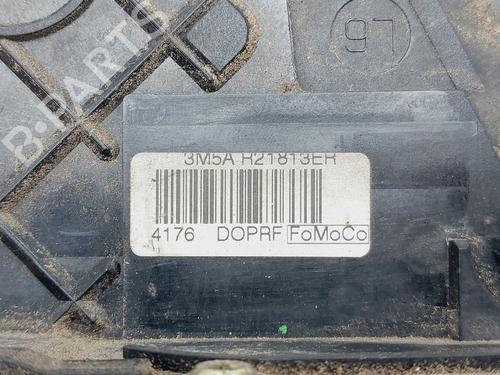 B-PARTS
97
3M5A R21813ER
4176 DOPRF FoMoCo